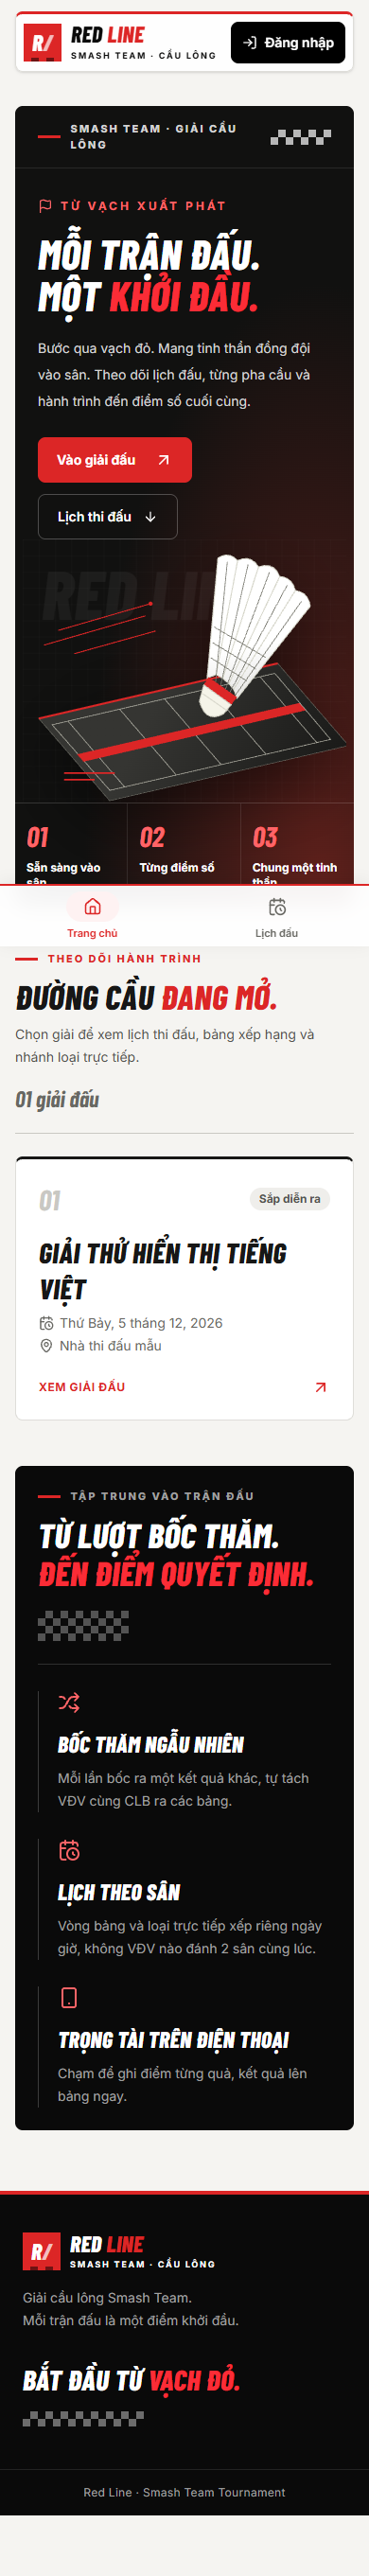 R/
RED LINE
SMASH TEAM · CẦU LÔNG
Đăng nhập
SMASH TEAM · GIẢI CẦU
LÔNG
TỪ VẠCH XUẤT PHÁT
MỖI TRẬN ĐẤU.
MỘT KHỞI ĐẦU.
Bước qua vạch đỏ. Mang tinh thần đồng đội
vào sân. Theo dõi lịch đấu, từng pha cầu và
hành trình đến điểm số cuối cùng.
Vào giải đấu
Lịch thi đấu
RED LI
01
02
03
Sẵn sàng vào
sân
Từng điểm số
Chung một tinh
thần
Trang chủ
Lịch đấu
THEO DÕI HÀNH TRÌNH
ĐƯỜNG CẦU ĐANG MỞ.
Chọn giải để xem lịch thi đấu, bảng xếp hạng và
nhánh loại trực tiếp.
01 giải đấu
01
Sắp diễn ra
GIẢI THỬ HIỂN THỊ TIẾNG
VIỆT
Thứ Bảy, 5 tháng 12, 2026
Nhà thi đấu mẫu
XEM GIẢI ĐẤU
TẬP TRUNG VÀO TRẬN ĐẤU
TỪ LƯỢT BỐC THĂM.
ĐẾN ĐIỂM QUYẾT ĐỊNH.
BỐC THĂM NGẪU NHIÊN
Mỗi lần bốc ra một kết quả khác, tự tách
VĐV cùng CLB ra các bảng.
LỊCH THEO SÂN
Vòng bảng và loại trực tiếp xếp riêng ngày
giờ, không VĐV nào đánh 2 sân cùng lúc.
TRỌNG TÀI TRÊN ĐIỆN THOẠI
Chạm để ghi điểm từng quả, kết quả lên
bảng ngay.
R/
RED LINE
SMASH TEAM · CẦU LÔNG
Giải cầu lông Smash Team.
Mỗi trận đấu là một điểm khởi đầu.
BẮT ĐẦU TỪ VẠCH ĐỎ.
Red Line · Smash Team Tournament